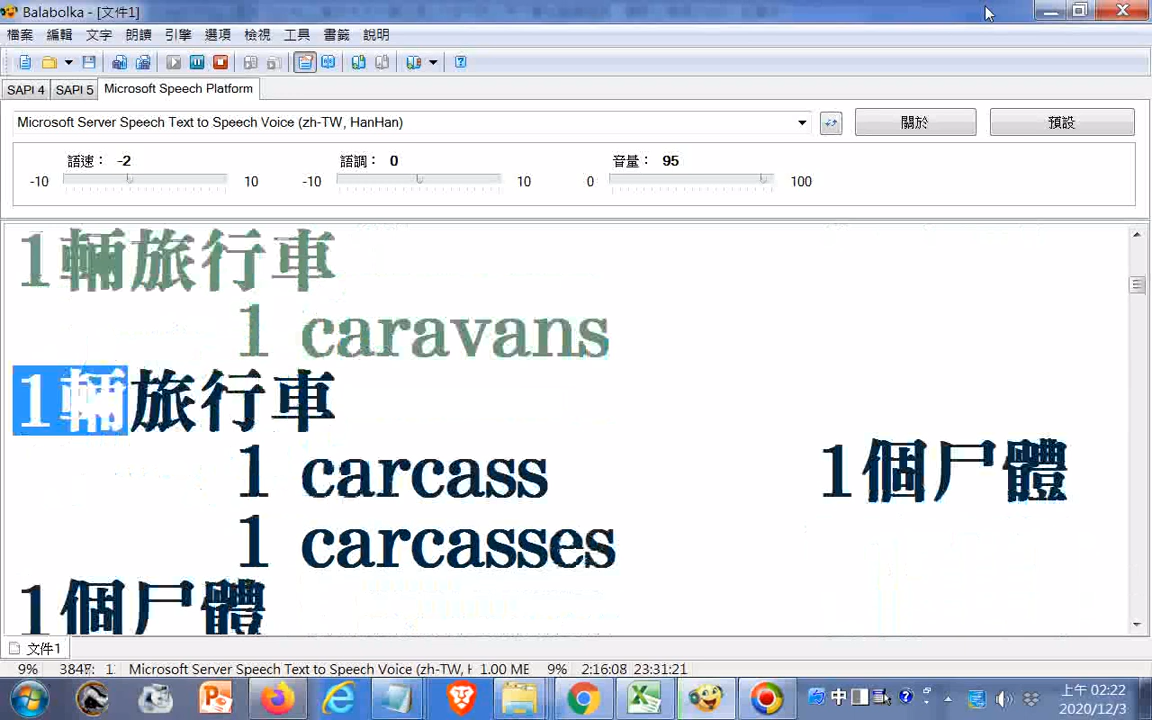 Balabolka - [文件1]
檔案 編輯 文字 朗讀 引擎 選項 檢視 工具 書籤 說明
SAPI 4 SAPI 5 Microsoft Speech Platform
Microsoft Server Speech Text to Speech Voice (zh-TW, HanHan)
關於 預設
語速： -2 語調： 0 音量： 95
-10 10 -10 10 0 100
1輛旅行車
1 caravans
1輛旅行車
1 carcass 1個尸體
1 carcasses
1個尸體
文件1
9% Microsoft Server Speech Text to Speech Voice (zh-TW, 1.00 ME 9% 2:16:08 23:31:21
中 上午 02:22
2020/12/3